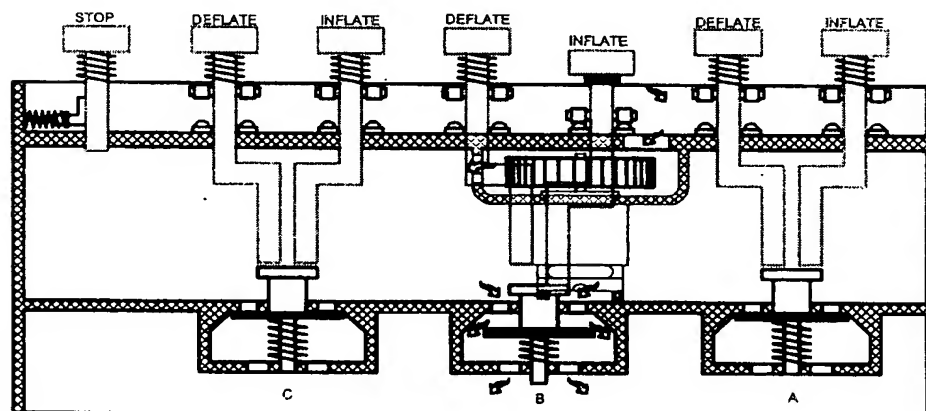 STOP
DEFLATE
INFLATE
DEFLATE
INFLATE
DEFLATE
INFLATE
C
B
A